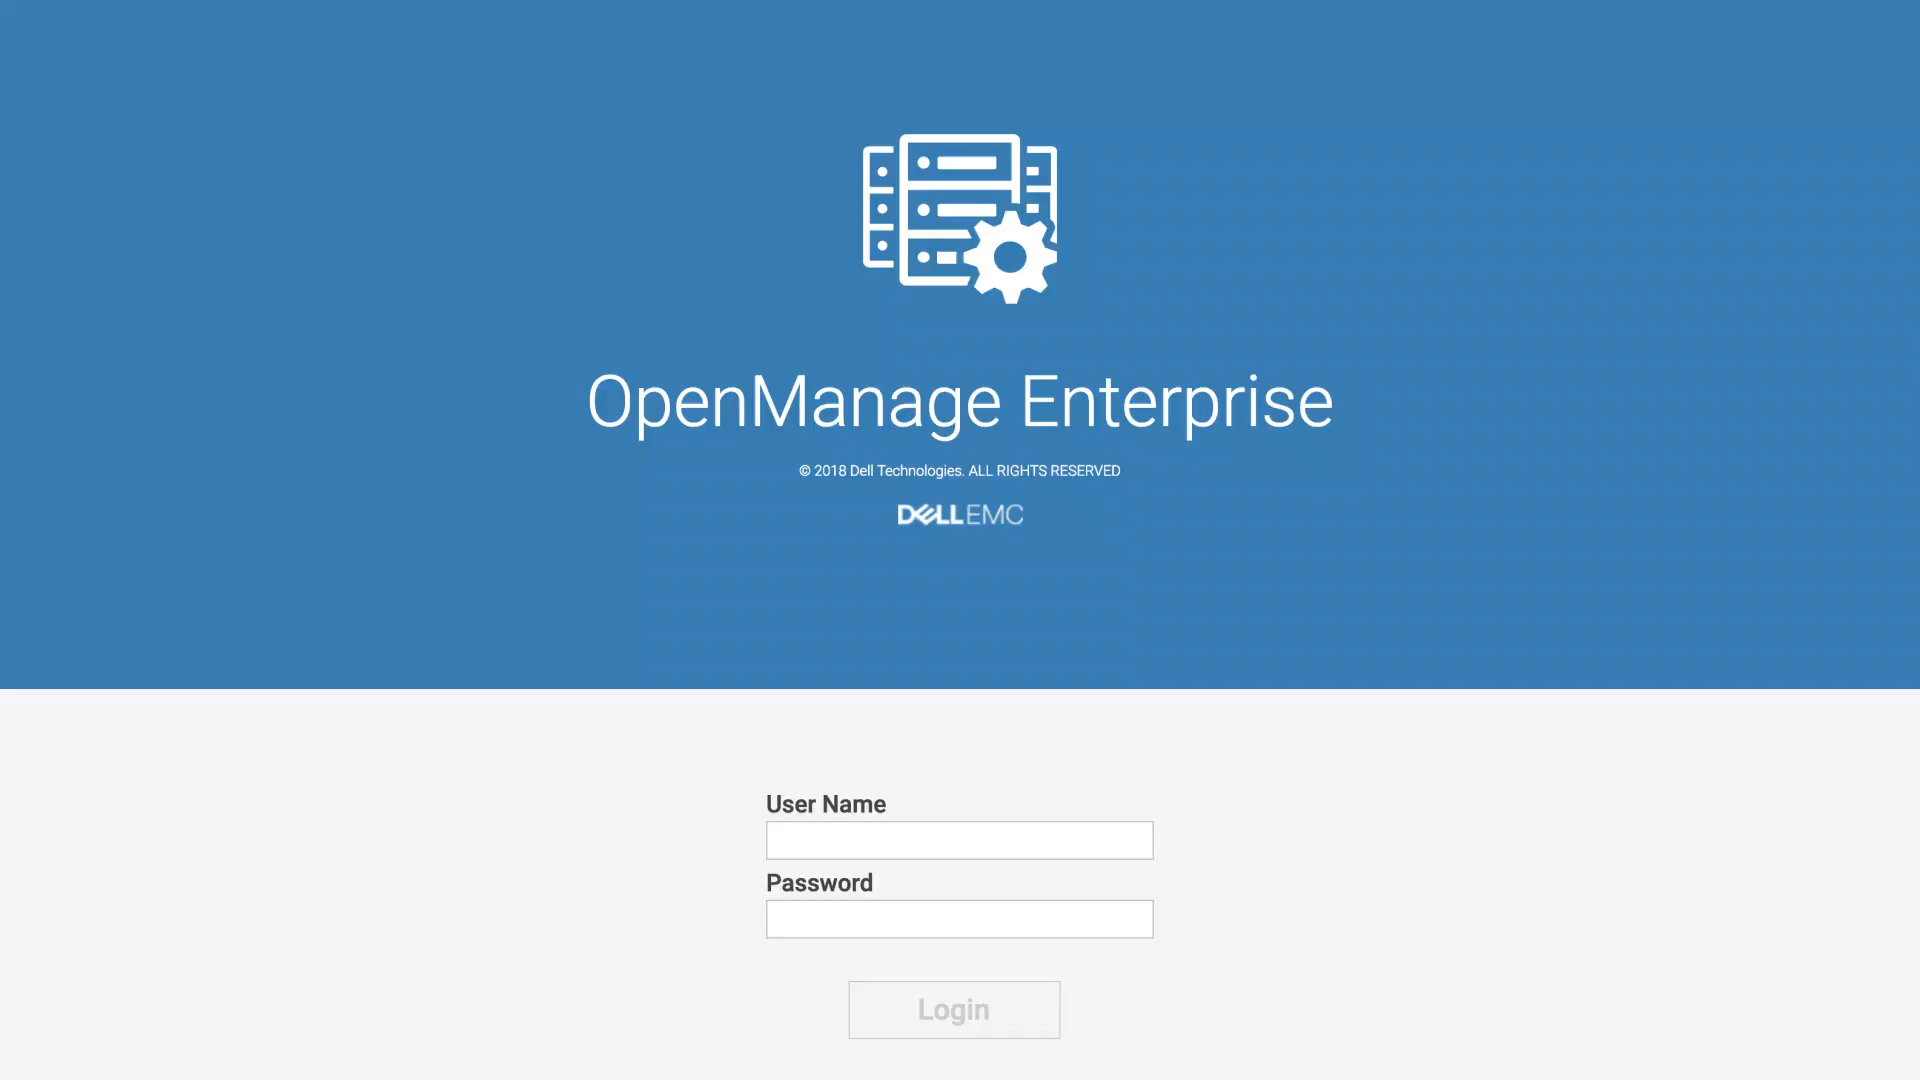 OpenManage Enterprise
© 2018 Dell Technologies. ALL RIGHTS RESERVED
DELLEMC
User Name
Password
Login